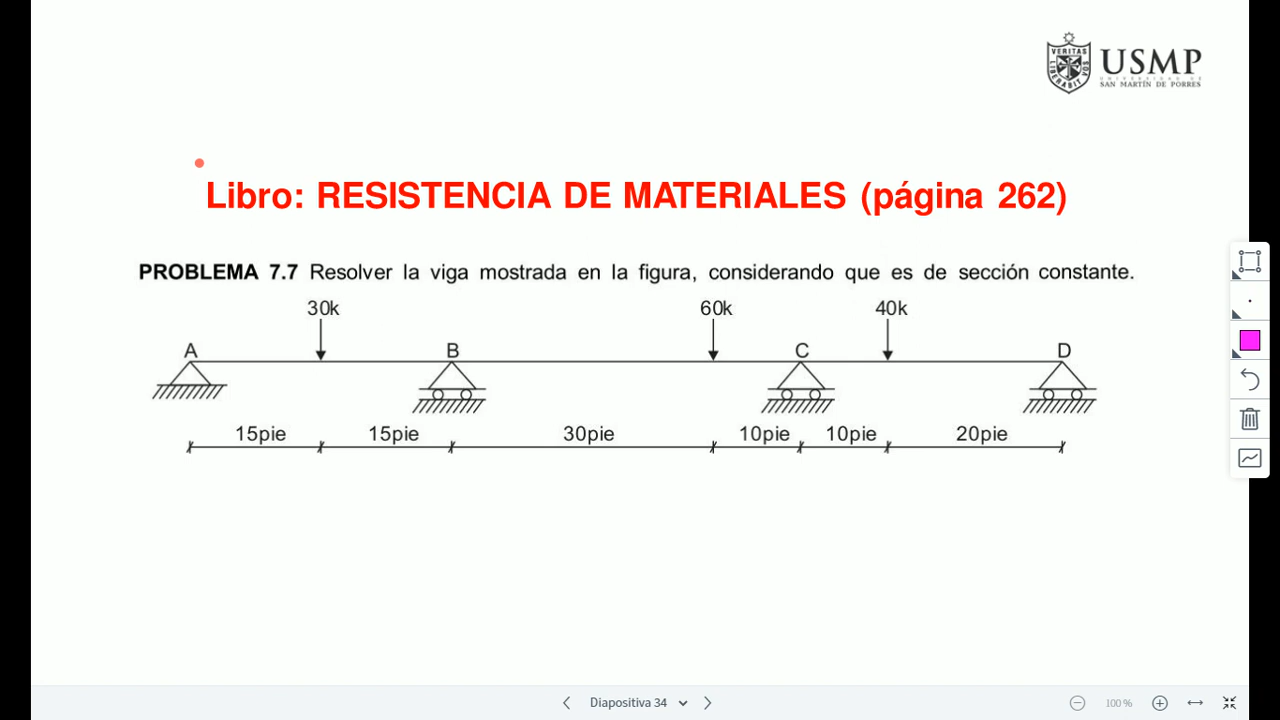 VERITAS
LIBERABIT VOS
USMP
UNIVERSIDAD DE
SAN MARTÍN DE PORRES
Libro: RESISTENCIA DE MATERIALES (página 262)
PROBLEMA 7.7 Resolver la viga mostrada en la figura, considerando que es de sección constante.
30k 60k 40k
A B C D
15pie 15pie 30pie 10pie 10pie 20pie
Diapositiva 34 100 %